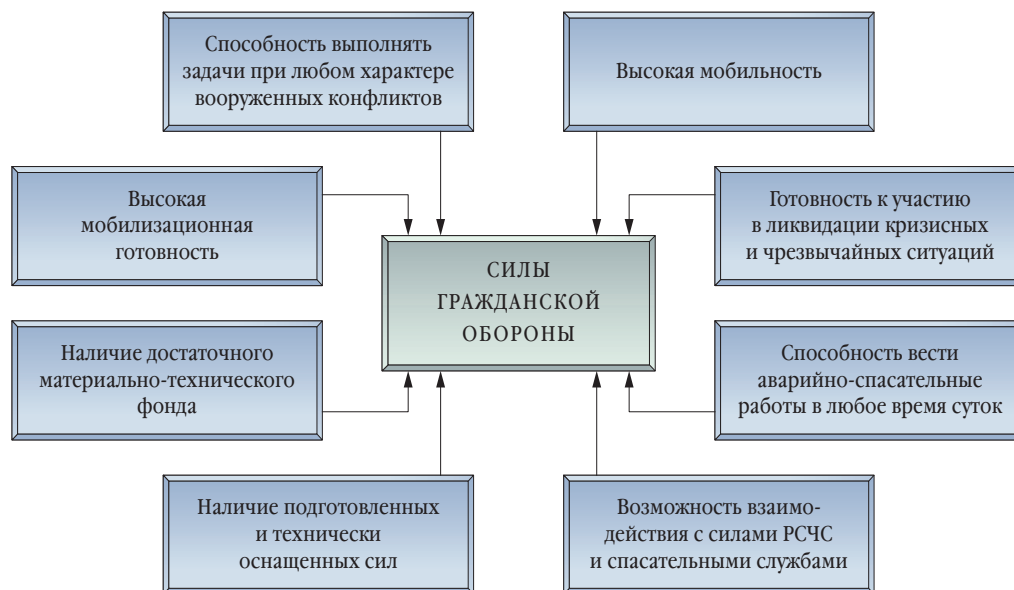 Способность выполнять
задачи при любом характере
вооруженных конфликтов
Высокая мобильность
Высокая
мобилизационная
готовность
Готовность к участию
в ликвидации кризисных
и чрезвычайных ситуаций
СИЛЫ
ГРАЖДАНСКОЙ
ОБОРОНЫ
Наличие достаточного
материально-технического
фонда
Способность вести
аварийно-спасательные
работы в любое время суток
Наличие подготовленных
и технически
оснащенных сил
Возможность взаимо-
действия с силами РСЧС
и спасательными службами